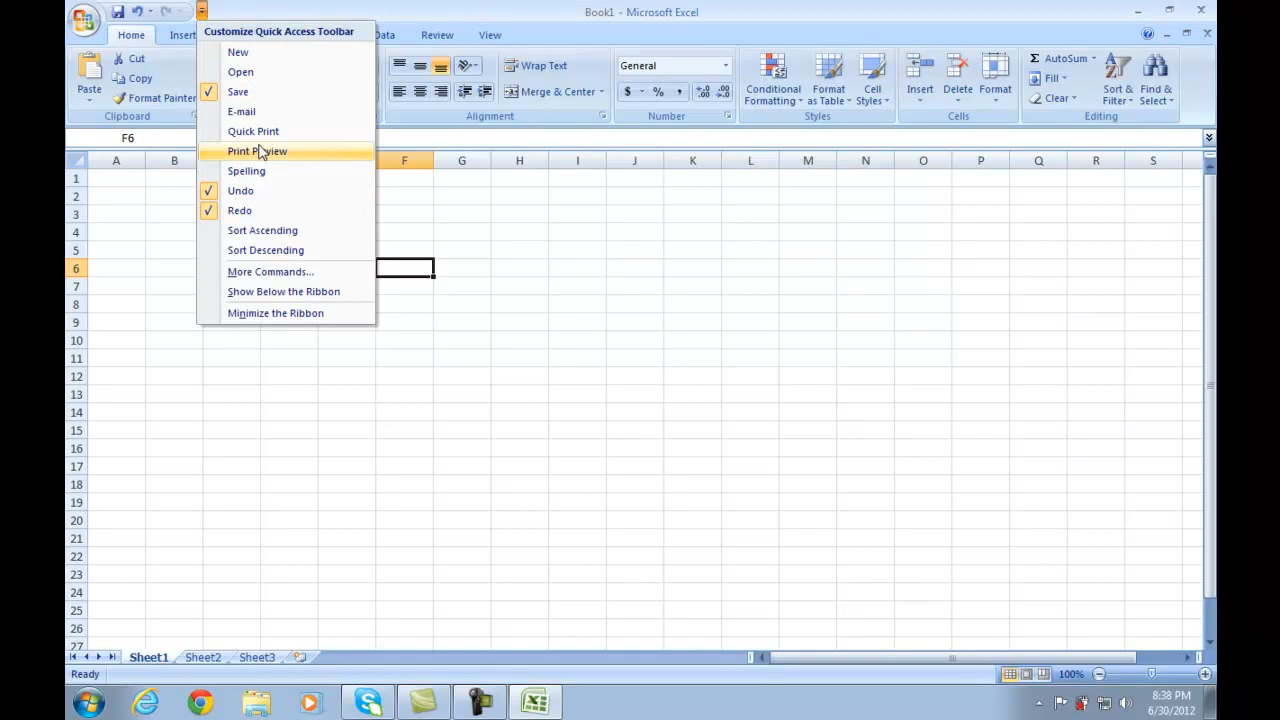 Book1 - Microsoft Excel
Home
Inser
Data
Review
View
Customize Quick Access Toolbar
New
Open
Save
E-mail
Quick Print
Print Preview
Spelling
Undo
Redo
Sort Ascending
Sort Descending
More Commands...
Show Below the Ribbon
Minimize the Ribbon
Paste
Cut
Copy
Format Painter
Clipboard
Wrap Text
Merge & Center
Alignment
General
$ % ,
Number
Conditional Formatting
Format as Table
Cell Styles
Styles
Insert
Delete
Format
Cells
Σ AutoSum
Fill
Clear
Sort & Filter
Find & Select
Editing
F6
A B F G H I J K L M N O P Q R S
1
2
3
4
5
6
7
8
9
10
11
12
13
14
15
16
17
18
19
20
21
22
23
24
25
26
27
Sheet1 Sheet2 Sheet3
Ready
100%
8:38 PM
6/30/2012